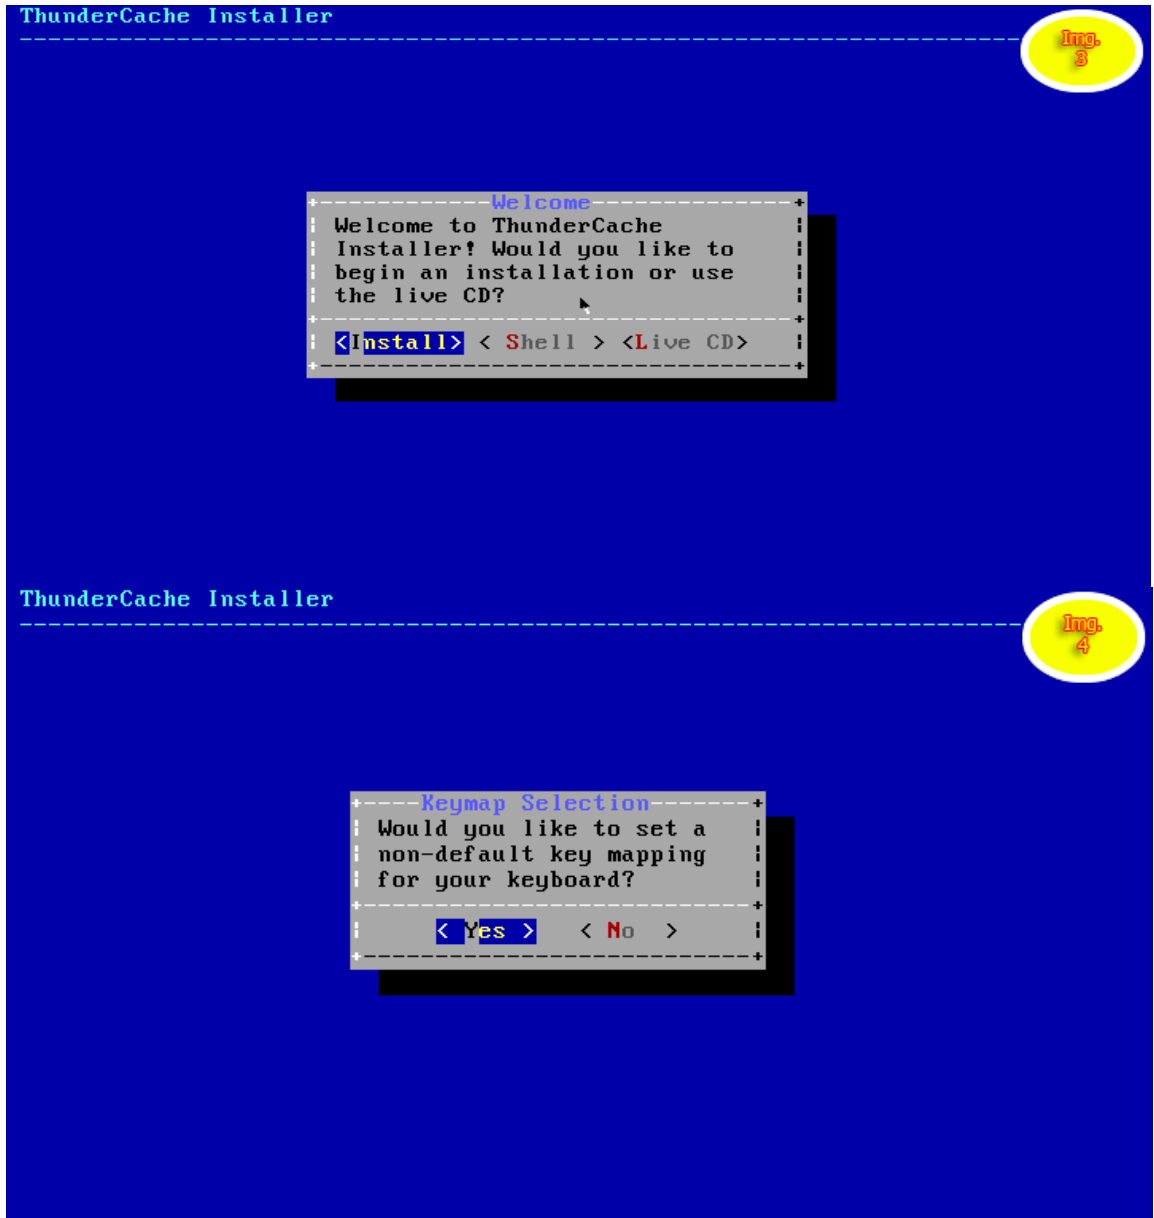 ThunderCache Installer
Img.
3
Welcome
Welcome to ThunderCache
Installer! Would you like to
begin an installation or use
the live CD?
<Install> < Shell > <Live CD>
ThunderCache Installer
Img.
4
Keymap Selection
Would you like to set a
non-default key mapping
for your keyboard?
< Yes > < No >